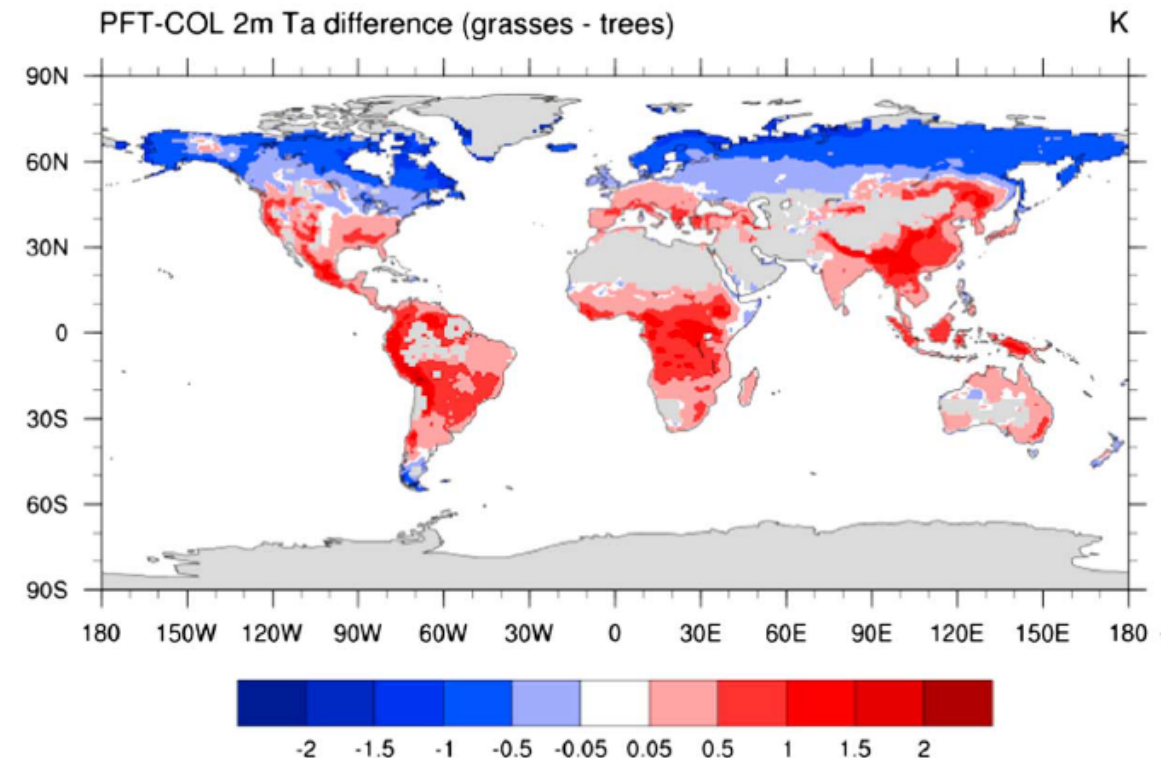 PFT-COL 2m Ta difference (grasses - trees) K
90N
60N
30N
0
30S
60S
90S
180 150W 120W 90W 60W 30W 0 30E 60E 90E 120E 150E 180
-2 -1.5 -1 -0.5 -0.05 0.05 0.5 1 1.5 2